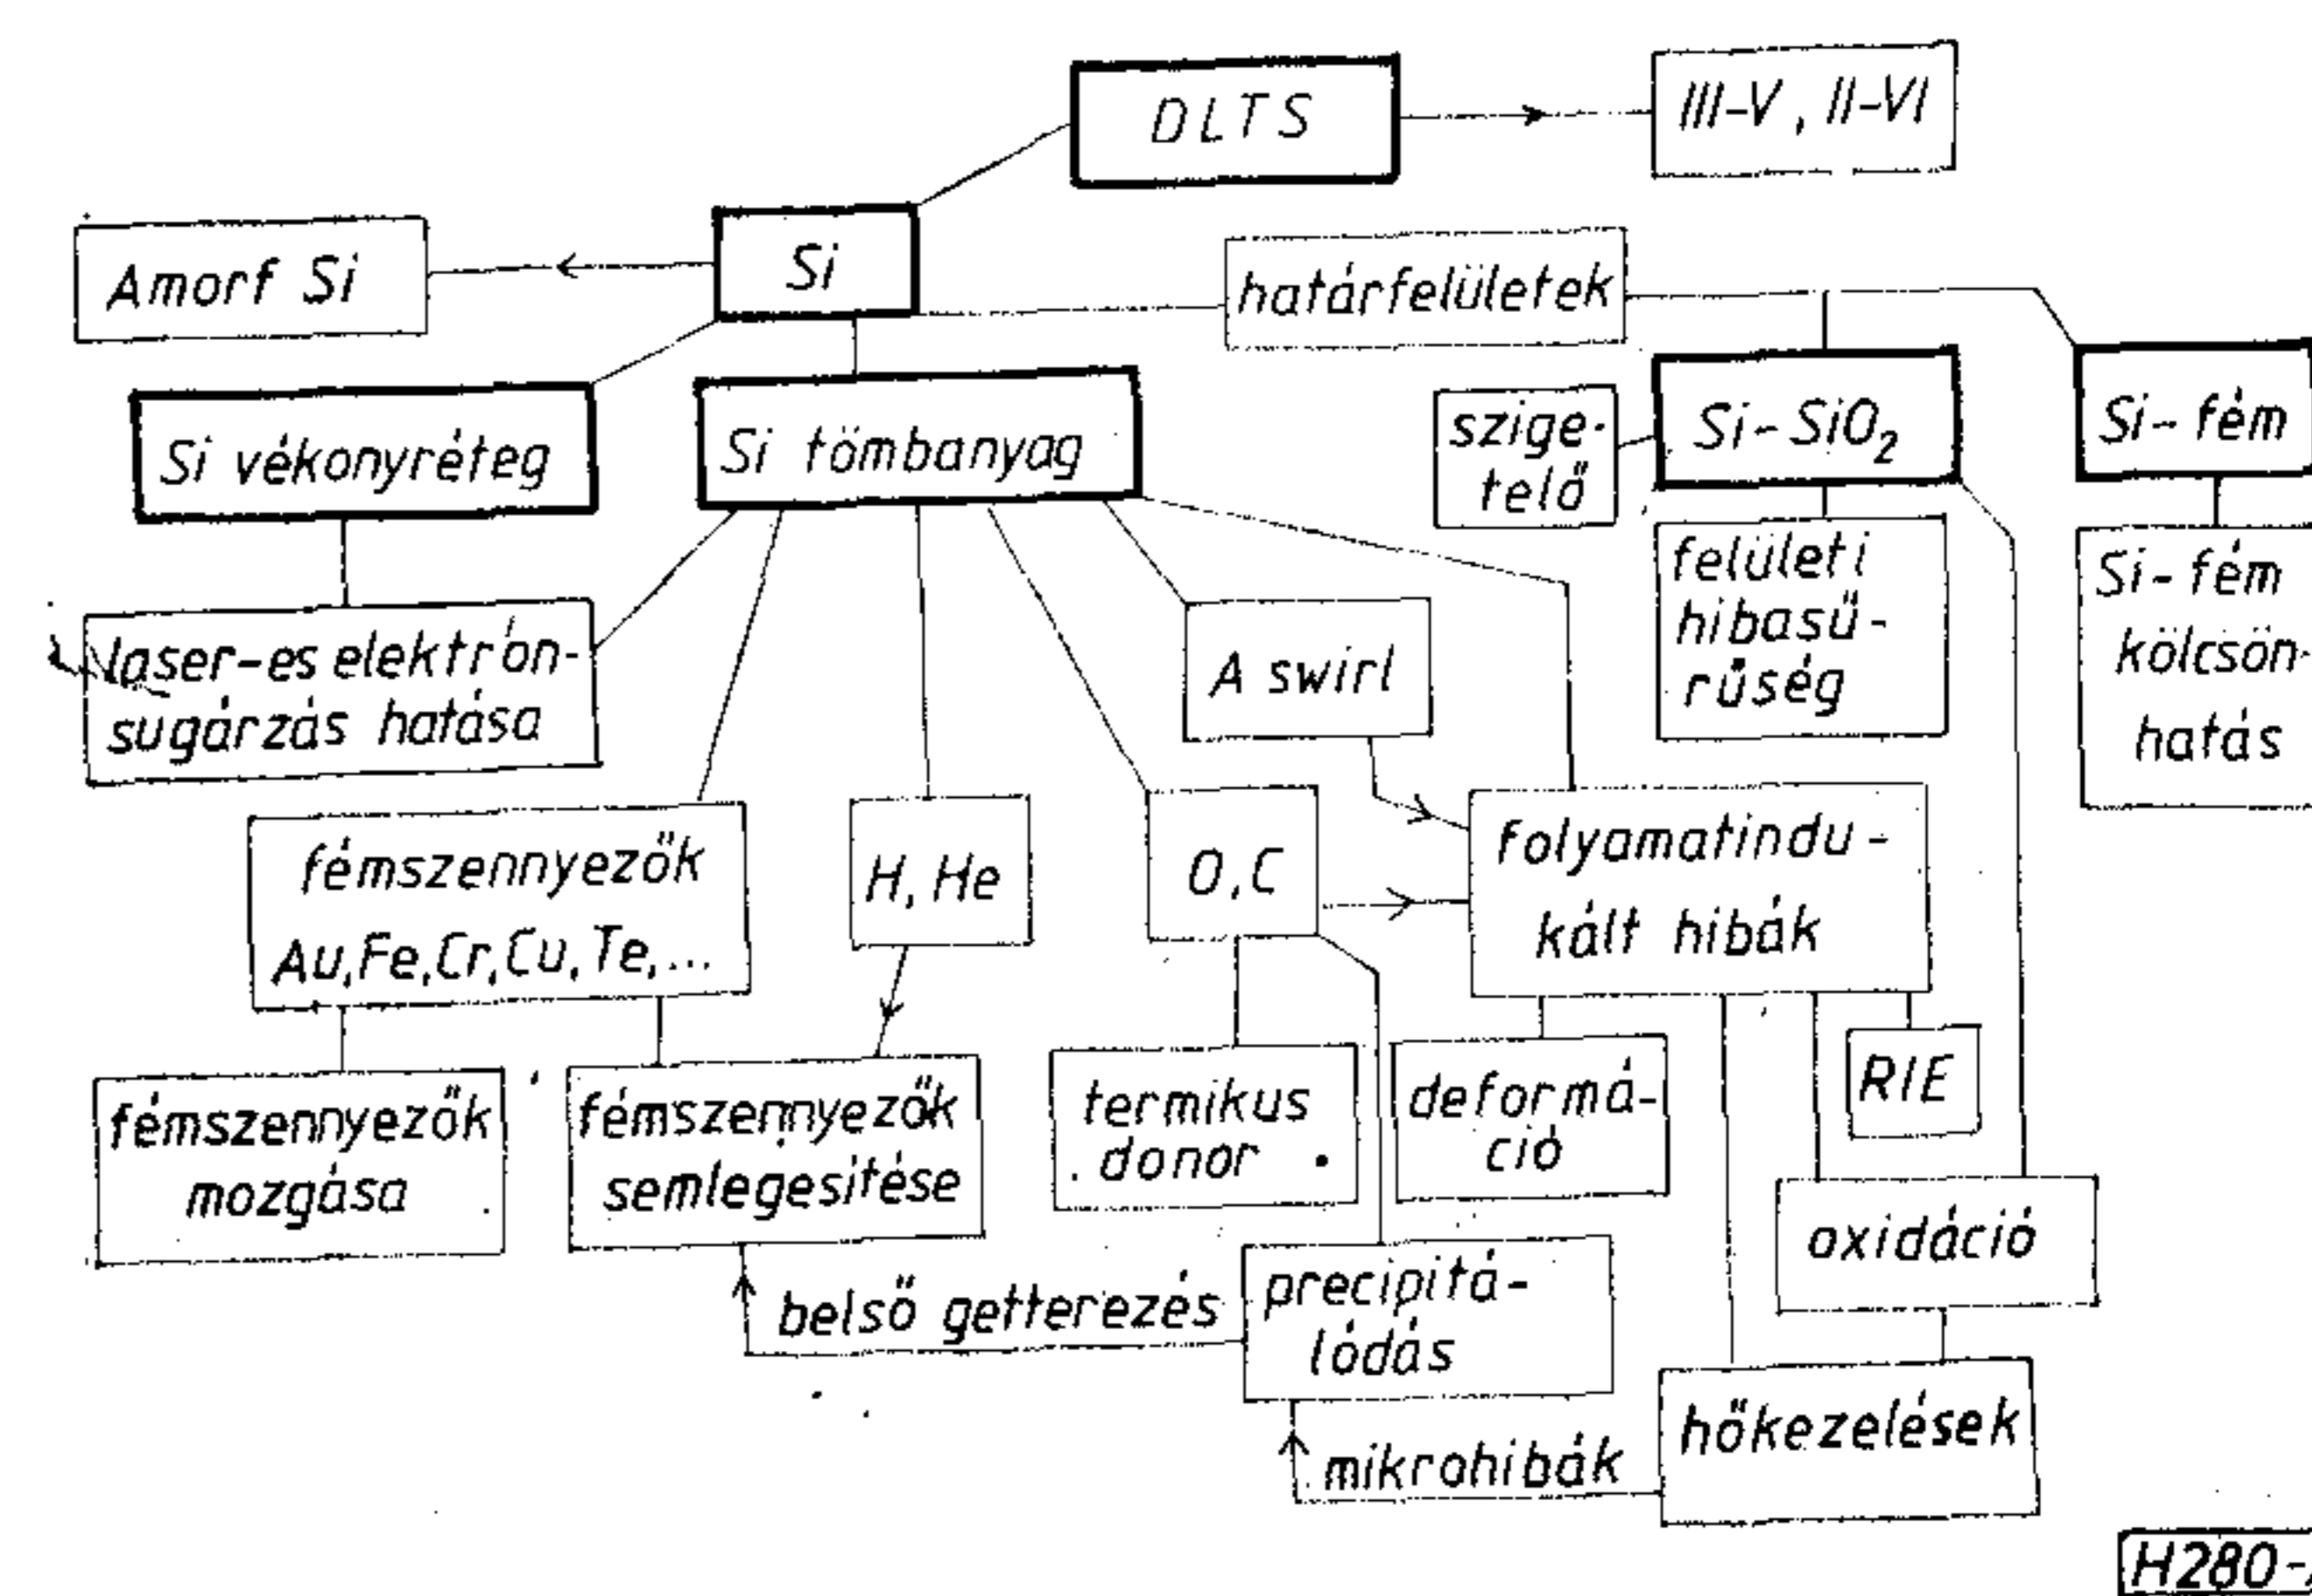 DLTS
III-V, II-VI
Si
Amorf Si
határfelületek
Si vékonyréteg
Si tömbanyag
szige-
telő
Si-SiO₂
Si-fém
felületi
hibasű-
rűség
Si-fém
kölcsön-
hatás
laser-es elektron-
sugárzás hatása
A swirl
fémszennyezők
Au,Fe,Cr,Cu,Te,...
H, He
O,C
folyamatindu-
kált hibák
fémszennyezők
mozgása
fémszennyezők
semlegesítése
termikus
donor
deformá-
ció
RIE
oxidáció
belső getterezés
precipitá-
lódás
hőkezelések
mikrohibák
H280-